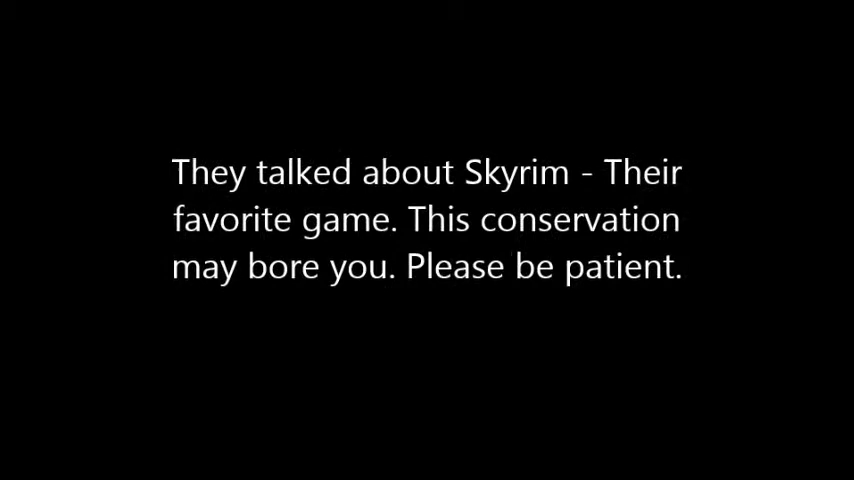 They talked about Skyrim - Their
favorite game. This conservation
may bore you. Please be patient.